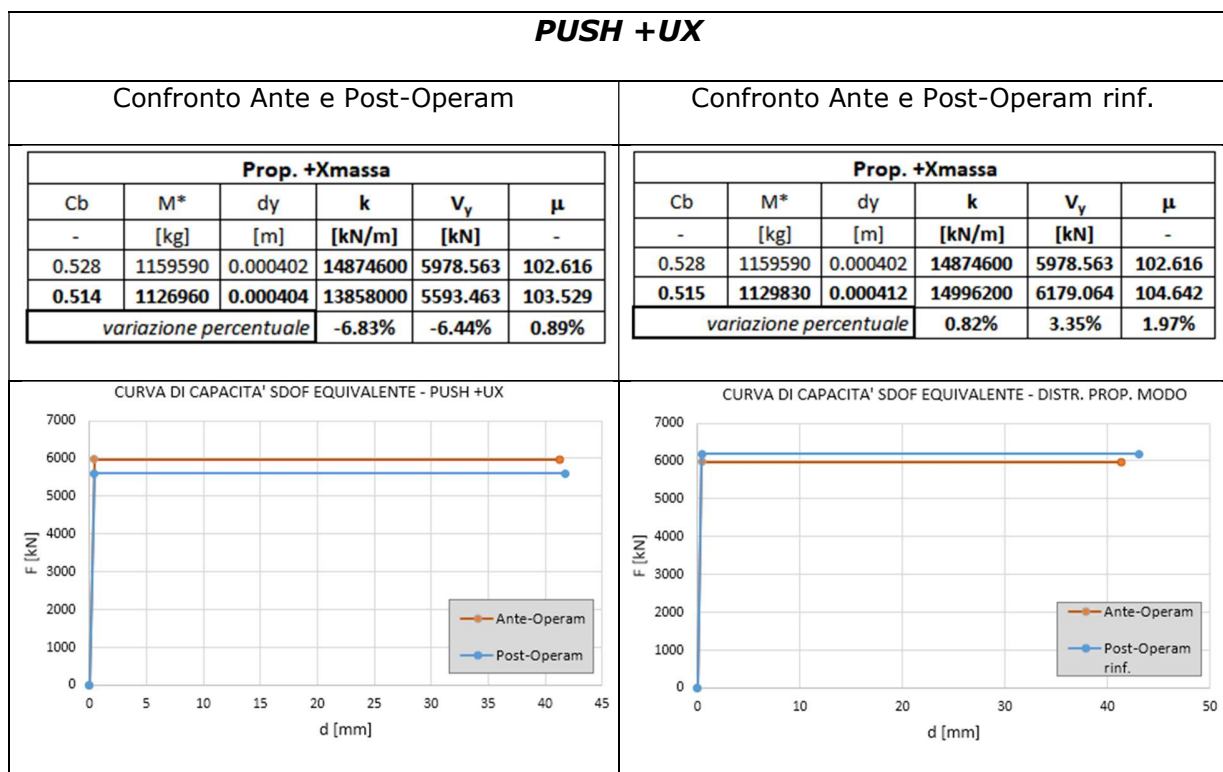 PUSH +UX
Confronto Ante e Post-Operam
Prop. +Xmassa
Cb M* dy k Vy μ
- [kg] [m] [kN/m] [kN] -
0.528 1159590 0.000402 14874600 5978.563 102.616
0.514 1126960 0.000404 13858000 5593.463 103.529
variazione percentuale -6.83% -6.44% 0.89%
CURVA DI CAPACITA' SDOF EQUIVALENTE - PUSH +UX
7000
6000
5000
4000
3000
2000
1000
0
F [kN]
0 5 10 15 20 25 30 35 40 45
d [mm]
Ante-Operam
Post-Operam
Confronto Ante e Post-Operam rinf.
Prop. +Xmassa
Cb M* dy k Vy μ
- [kg] [m] [kN/m] [kN] -
0.528 1159590 0.000402 14874600 5978.563 102.616
0.515 1129830 0.000412 14996200 6179.064 104.642
variazione percentuale 0.82% 3.35% 1.97%
CURVA DI CAPACITA' SDOF EQUIVALENTE - DISTR. PROP. MODO
7000
6000
5000
4000
3000
2000
1000
0
F [kN]
0 10 20 30 40 50
d [mm]
Ante-Operam
Post-Operam
rinf.